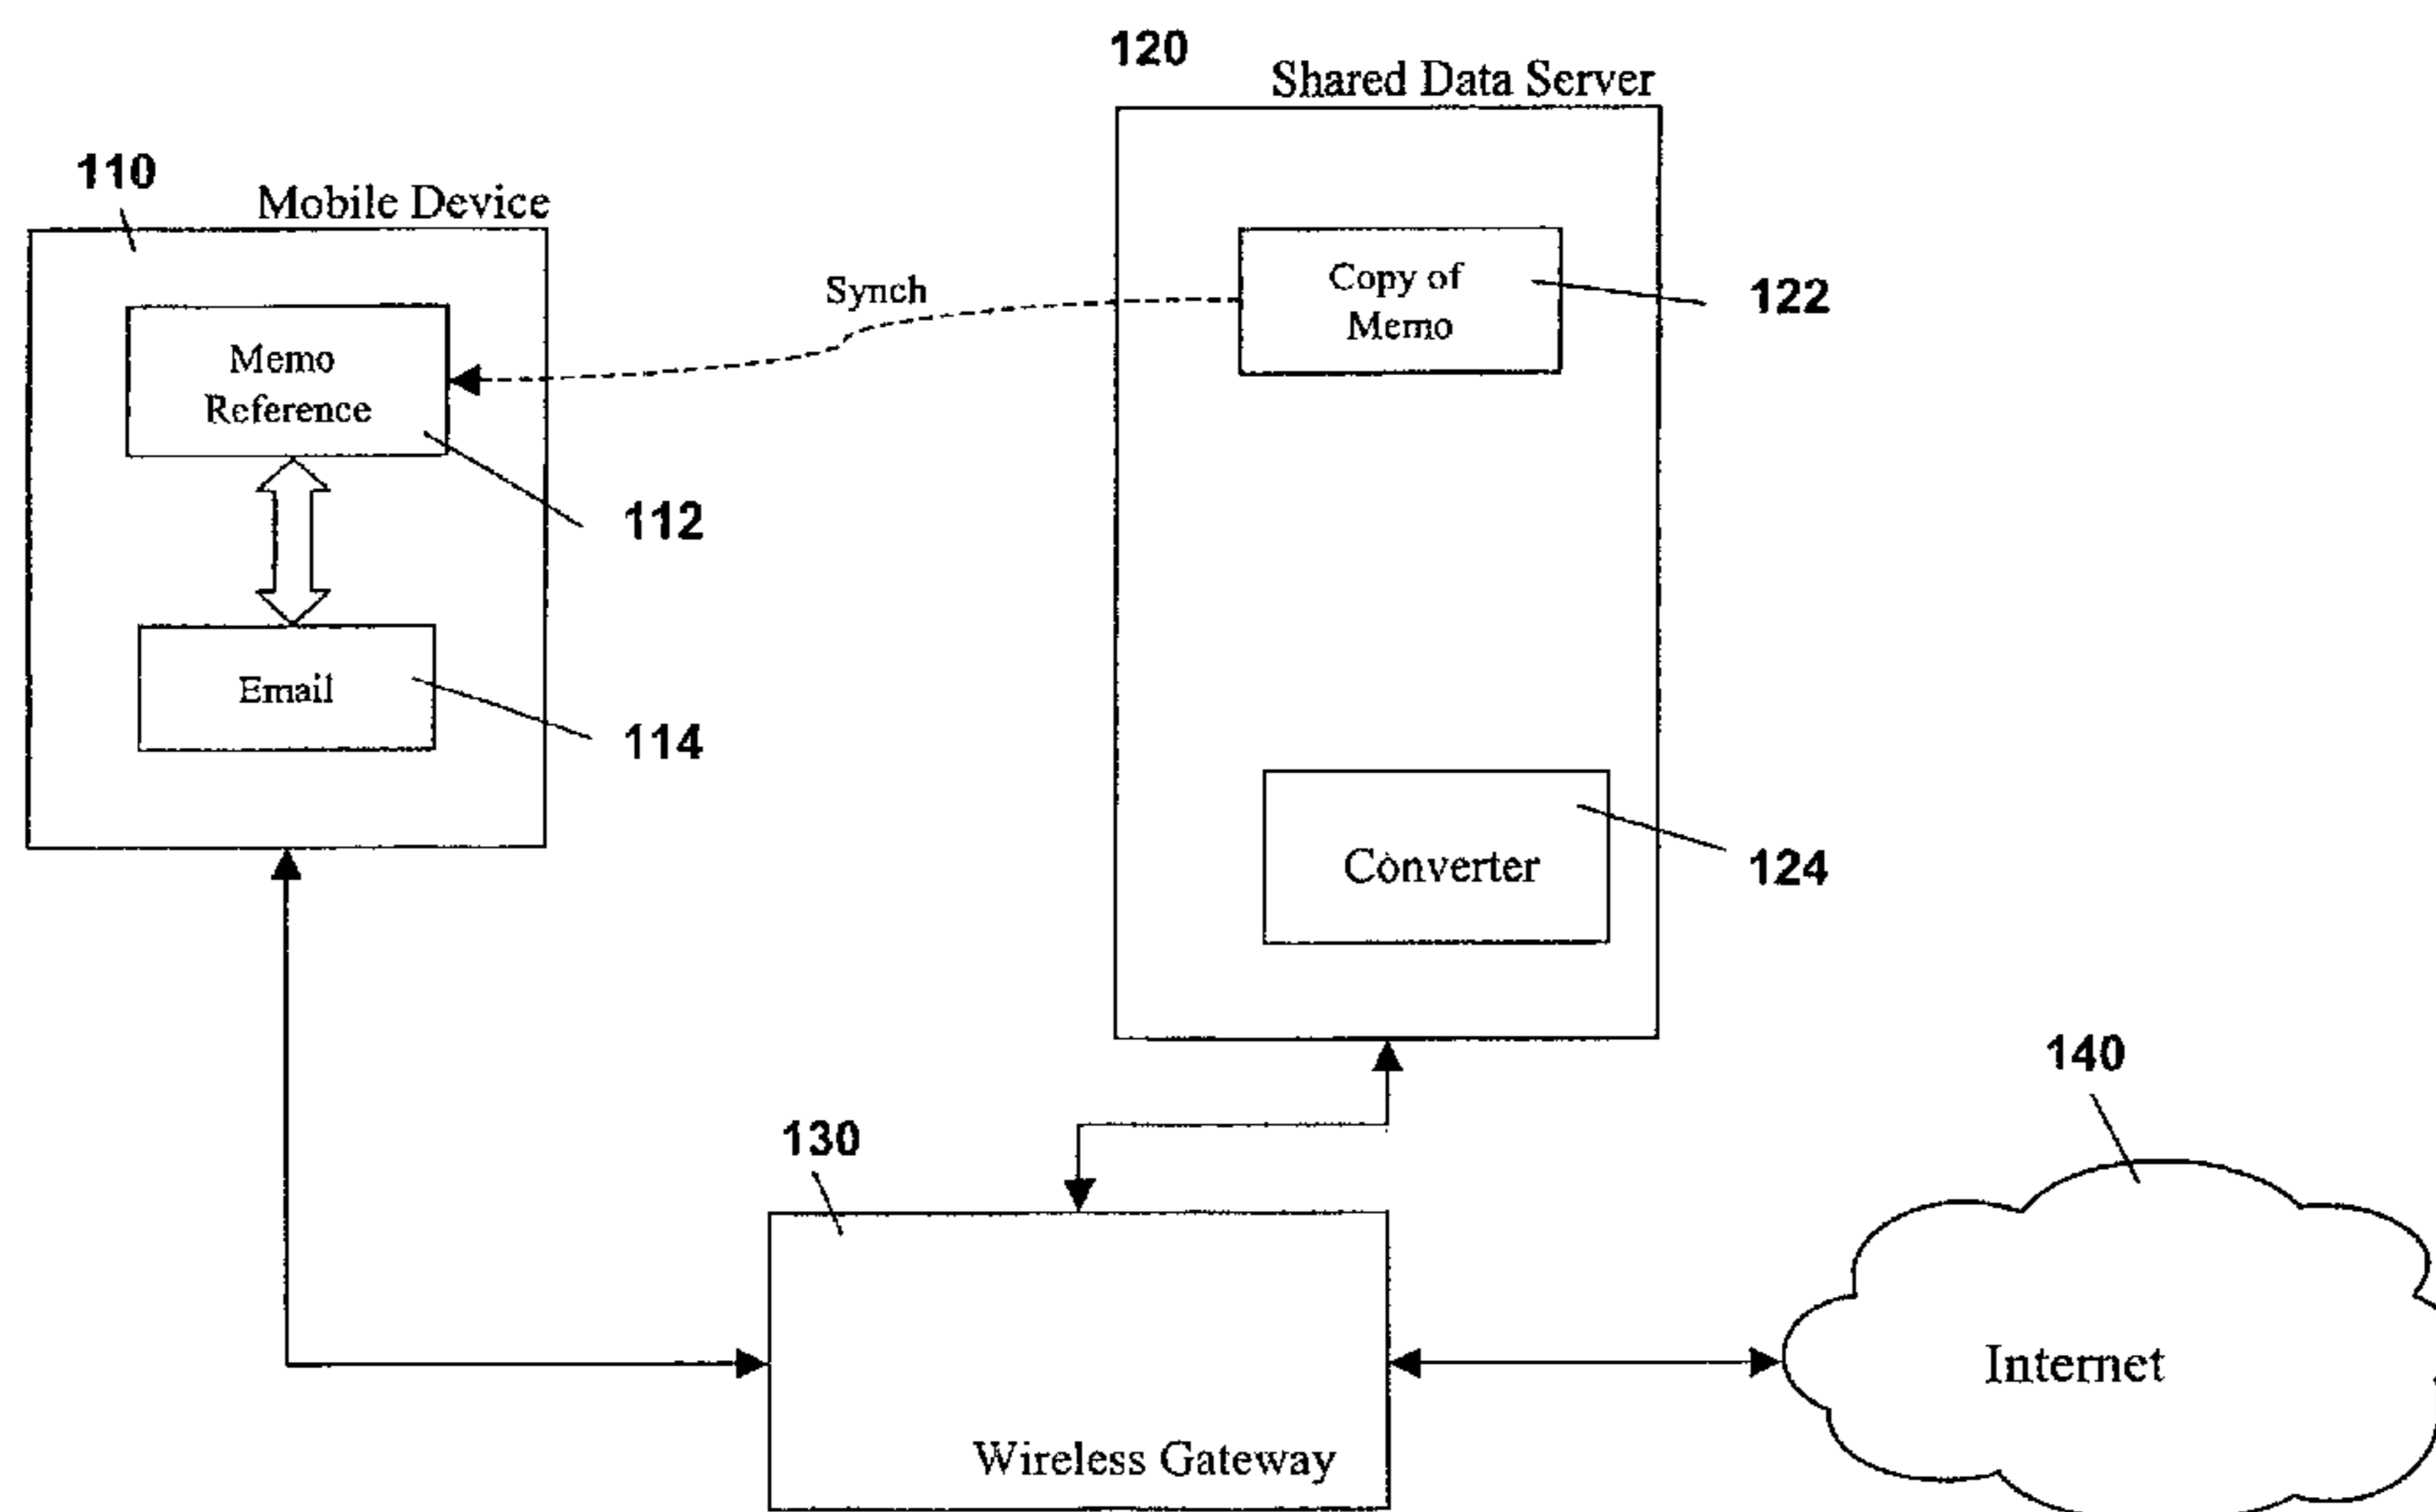 120
Shared Data Server
110
Mobile Device
Synch
Copy of
Memo
122
Memo
Reference
112
Email
114
Converter
124
140
130
Internet
Wireless Gateway